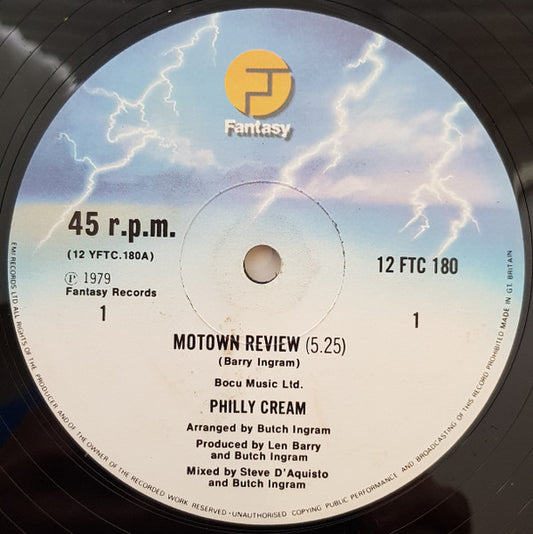 Fantasy
45 r.p.m.
(12 YFTC.180A)
12 FTC 180
Ⓟ 1979
Fantasy Records
1
1
MOTOWN REVIEW (5.25)
(Barry Ingram)
Bocu Music Ltd.
PHILLY CREAM
Arranged by Butch Ingram
Produced by Len Barry
and Butch Ingram
Mixed by Steve D'Aquisto
and Butch Ingram
EMI RECORDS LTD ALL RIGHTS OF THE PRODUCER AND OF THE OWNER OF THE RECORDED WORK RESERVED · UNAUTHORISED COPYING PUBLIC PERFORMANCE AND BROADCASTING OF THIS RECORD PROHIBITED MADE IN GT. BRITAIN